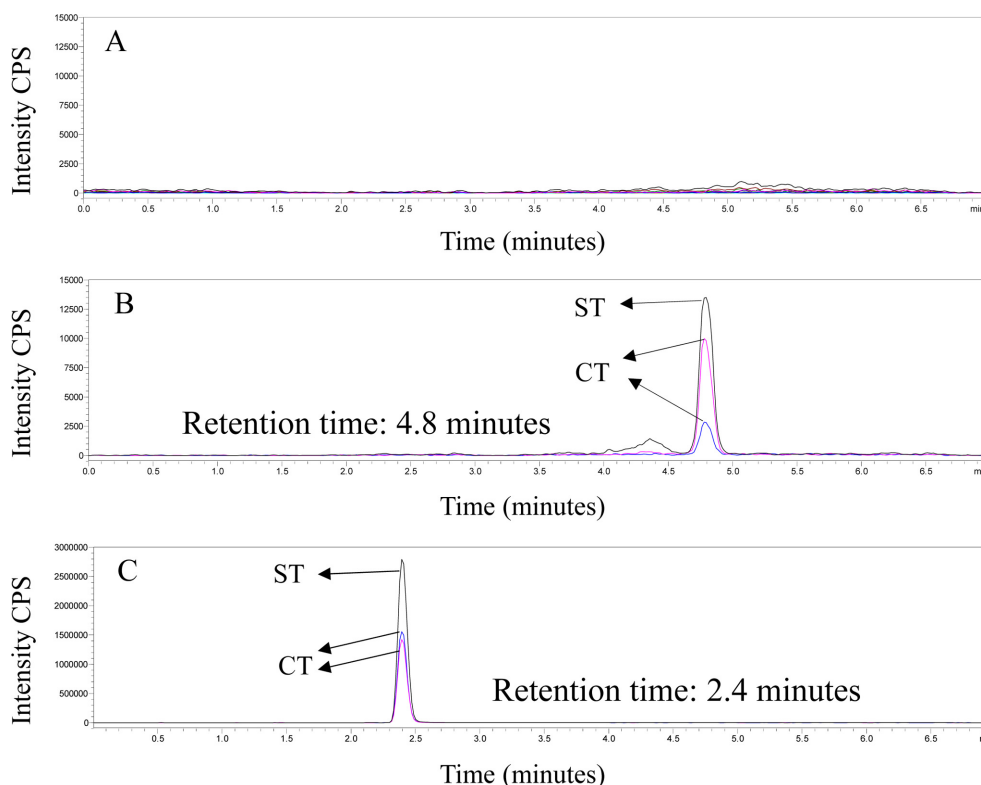 A
Intensity CPS
15000
12500
10000
7500
5000
2500
0
0.0 0.5 1.0 1.5 2.0 2.5 3.0 3.5 4.0 4.5 5.0 5.5 6.0 6.5 min
Time (minutes)
B
Intensity CPS
15000
12500
10000
7500
5000
2500
0
ST
CT
Retention time: 4.8 minutes
0.0 0.5 1.0 1.5 2.0 2.5 3.0 3.5 4.0 4.5 5.0 5.5 6.0 6.5 m
Time (minutes)
C
Intensity CPS
3000000
2500000
2000000
1500000
1000000
500000
0
ST
CT
Retention time: 2.4 minutes
0.5 1.0 1.5 2.0 2.5 3.0 3.5 4.0 4.5 5.0 5.5 6.0 6.5 m
Time (minutes)